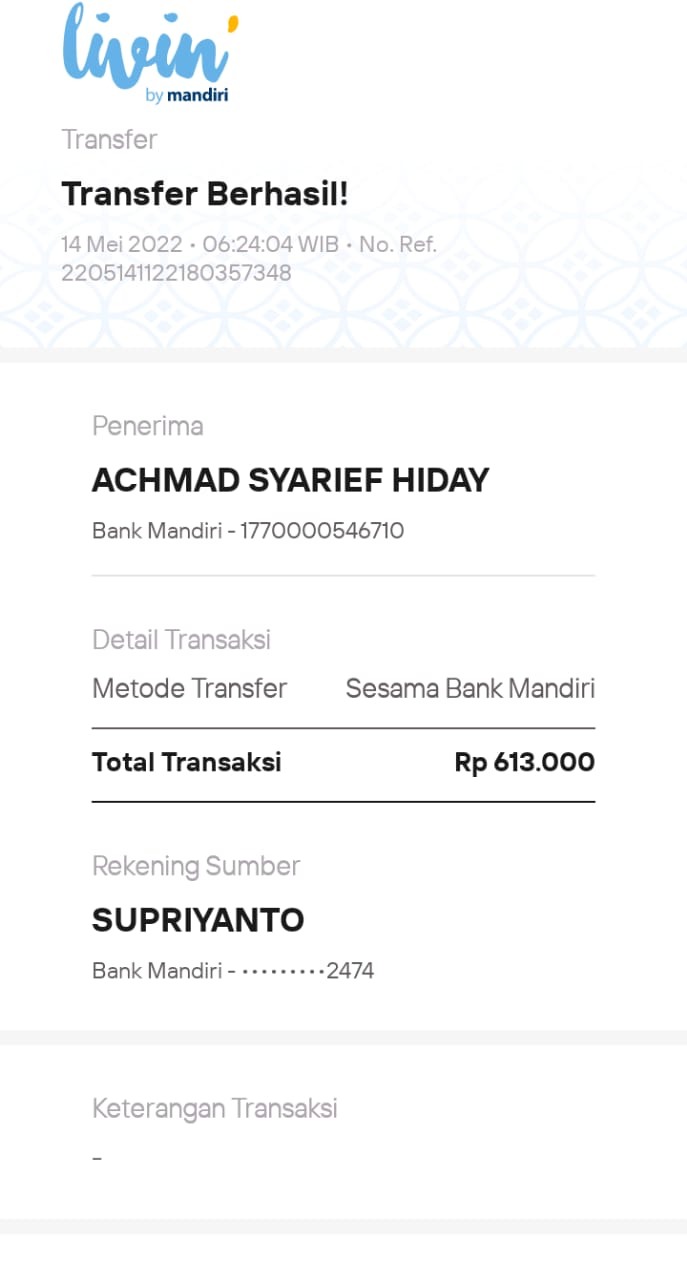 livin'
by mandiri
Transfer
Transfer Berhasil!
14 Mei 2022 • 06:24:04 WIB • No. Ref.
2205141122180357348
Penerima
ACHMAD SYARIEF HIDAY
Bank Mandiri - 1770000546710
Detail Transaksi
Metode Transfer Sesama Bank Mandiri
Total Transaksi Rp 613.000
Rekening Sumber
SUPRIYANTO
Bank Mandiri - •••••••••2474
Keterangan Transaksi
-